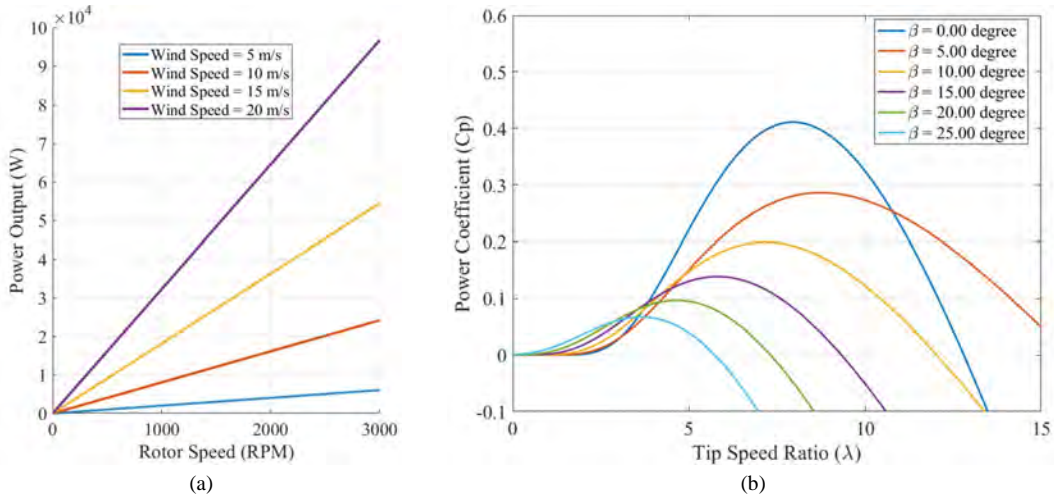 ×10⁴
10
9
8
7
6
5
4
3
2
1
0
Power Output (W)
Wind Speed = 5 m/s
Wind Speed = 10 m/s
Wind Speed = 15 m/s
Wind Speed = 20 m/s
0 1000 2000 3000
Rotor Speed (RPM)
(a)
0.6
0.5
0.4
0.3
0.2
0.1
0
-0.1
Power Coefficient (Cp)
β = 0.00 degree
β = 5.00 degree
β = 10.00 degree
β = 15.00 degree
β = 20.00 degree
β = 25.00 degree
0 5 10 15
Tip Speed Ratio (λ)
(b)